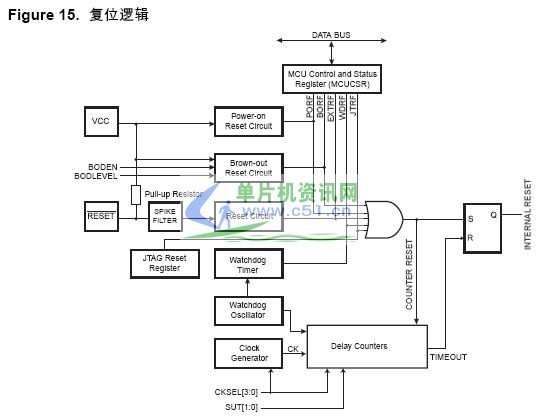 Figure 15. 复位逻辑
DATA BUS
MCU Control and Status
Register (MCUCSR)
PORF
BORF
EXTRF
WDRF
JTRF
VCC
Power-on
Reset Circuit
BODEN
BODLEVEL
Brown-out
Reset Circuit
Pull-up Resistor
RESET
SPIKE
FILTER
Reset Circuit
单片机资讯网
www.c51.cn
JTAG Reset
Register
Watchdog
Timer
Watchdog
Oscillator
Clock
Generator
CK
Delay Counters
CKSEL[3:0]
SUT[1:0]
COUNTER RESET
TIMEOUT
S
R
Q
INTERNAL RESET